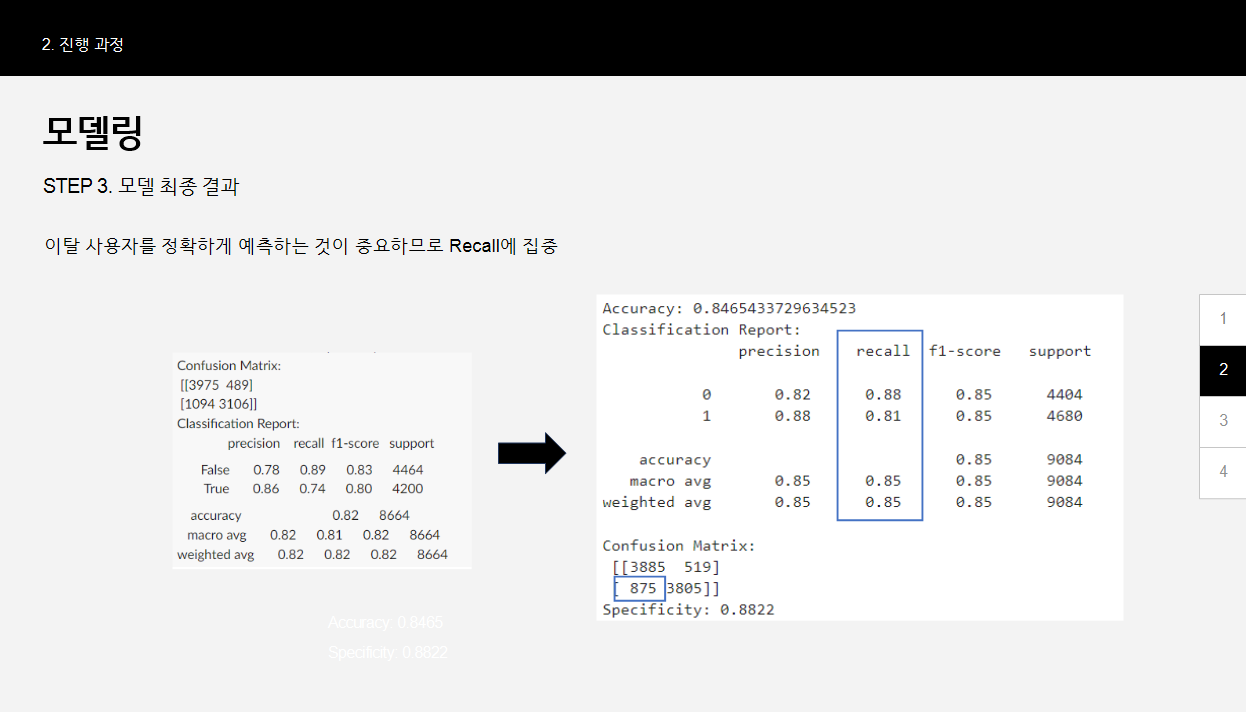 2. 진행 과정
모델링
STEP 3. 모델 최종 결과
이탈 사용자를 정확하게 예측하는 것이 중요하므로 Recall에 집중
Confusion Matrix:
[[3975 489]
[1094 3106]]
Classification Report:
precision recall f1-score support
False 0.78 0.89 0.83 4464
True 0.86 0.74 0.80 4200
accuracy 0.82 8664
macro avg 0.82 0.81 0.82 8664
weighted avg 0.82 0.82 0.82 8664
Accuracy: 0.8465433729634523
Classification Report:
precision recall f1-score support
0 0.82 0.88 0.85 4404
1 0.88 0.81 0.85 4680
accuracy 0.85 9084
macro avg 0.85 0.85 0.85 9084
weighted avg 0.85 0.85 0.85 9084
Confusion Matrix:
[[3885 519]
[ 875 3805]]
Specificity: 0.8822
Accuracy: 0.8465
Specificity: 0.8822
1
2
3
4